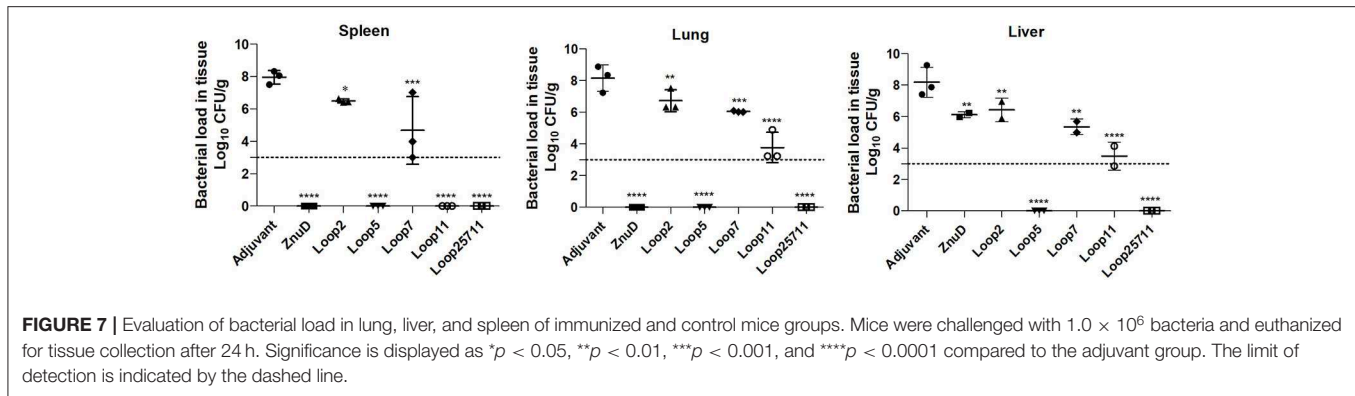 Spleen
Bacterial load in tissue
Log10 CFU/g
10
8
6
4
2
0
*
***
****
****
****
****
Adjuvant
ZnuD
Loop2
Loop5
Loop7
Loop11
Loop25711
Lung
Bacterial load in tissue
Log10 CFU/g
10
8
6
4
2
0
**
***
****
****
****
****
Adjuvant
ZnuD
Loop2
Loop5
Loop7
Loop11
Loop25711
Liver
Bacterial load in tissue
Log10 CFU/g
10
8
6
4
2
0
**
**
**
****
****
****
Adjuvant
ZnuD
Loop2
Loop5
Loop7
Loop11
Loop25711
FIGURE 7 | Evaluation of bacterial load in lung, liver, and spleen of immunized and control mice groups. Mice were challenged with 1.0 × 10⁶ bacteria and euthanized
for tissue collection after 24 h. Significance is displayed as *p < 0.05, **p < 0.01, ***p < 0.001, and ****p < 0.0001 compared to the adjuvant group. The limit of
detection is indicated by the dashed line.